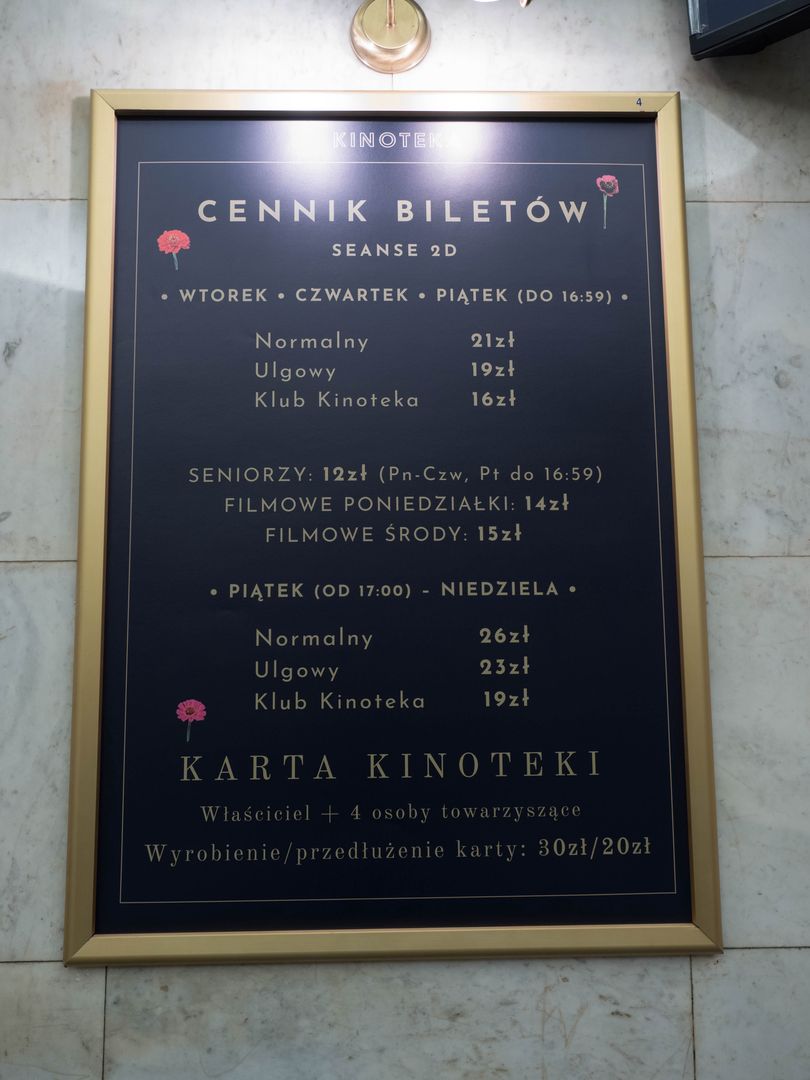 4
KINOTEKA
CENNIK BILETÓW
SEANSE 2D
• WTOREK • CZWARTEK • PIĄTEK (DO 16:59) •
Normalny 21zł
Ulgowy 19zł
Klub Kinoteka 16zł
SENIORZY: 12zł (Pn-Czw, Pt do 16:59)
FILMOWE PONIEDZIAŁKI: 14zł
FILMOWE ŚRODY: 15zł
• PIĄTEK (OD 17:00) – NIEDZIELA •
Normalny 26zł
Ulgowy 23zł
Klub Kinoteka 19zł
KARTA KINOTEKI
Właściciel + 4 osoby towarzyszące
Wyrobienie/przedłużenie karty: 30zł/20zł